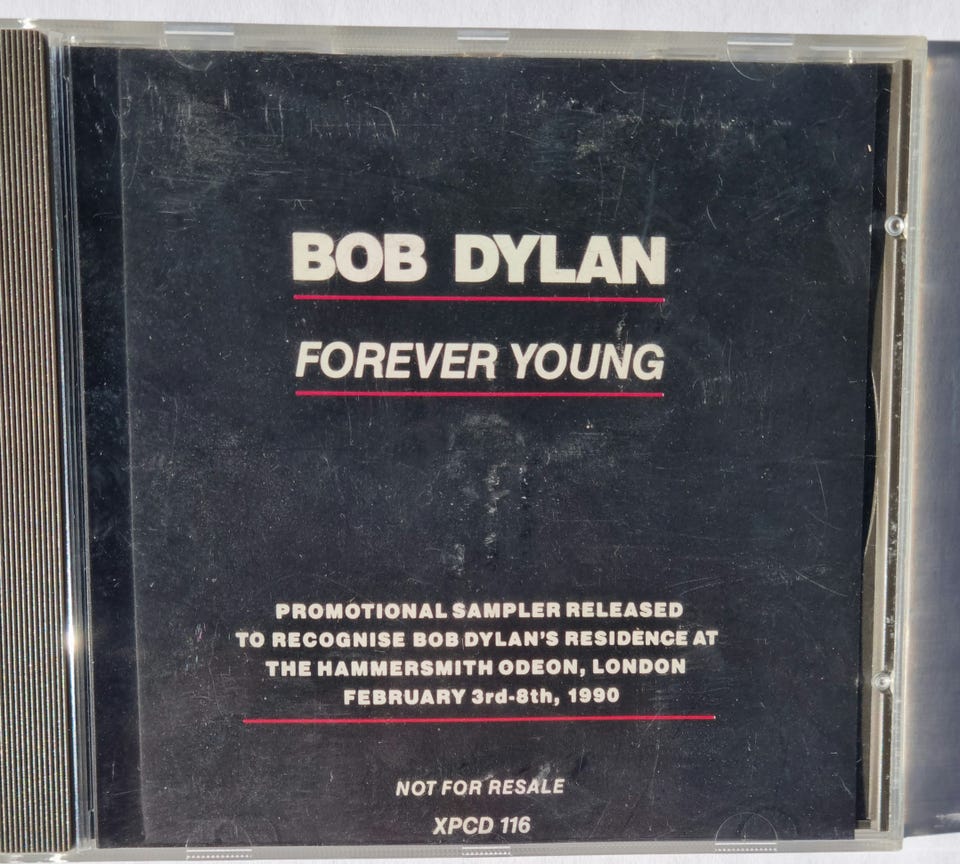 BOB DYLAN
FOREVER YOUNG
PROMOTIONAL SAMPLER RELEASED
TO RECOGNISE BOB DYLAN'S RESIDENCE AT
THE HAMMERSMITH ODEON, LONDON
FEBRUARY 3rd-8th, 1990
NOT FOR RESALE
XPCD 116